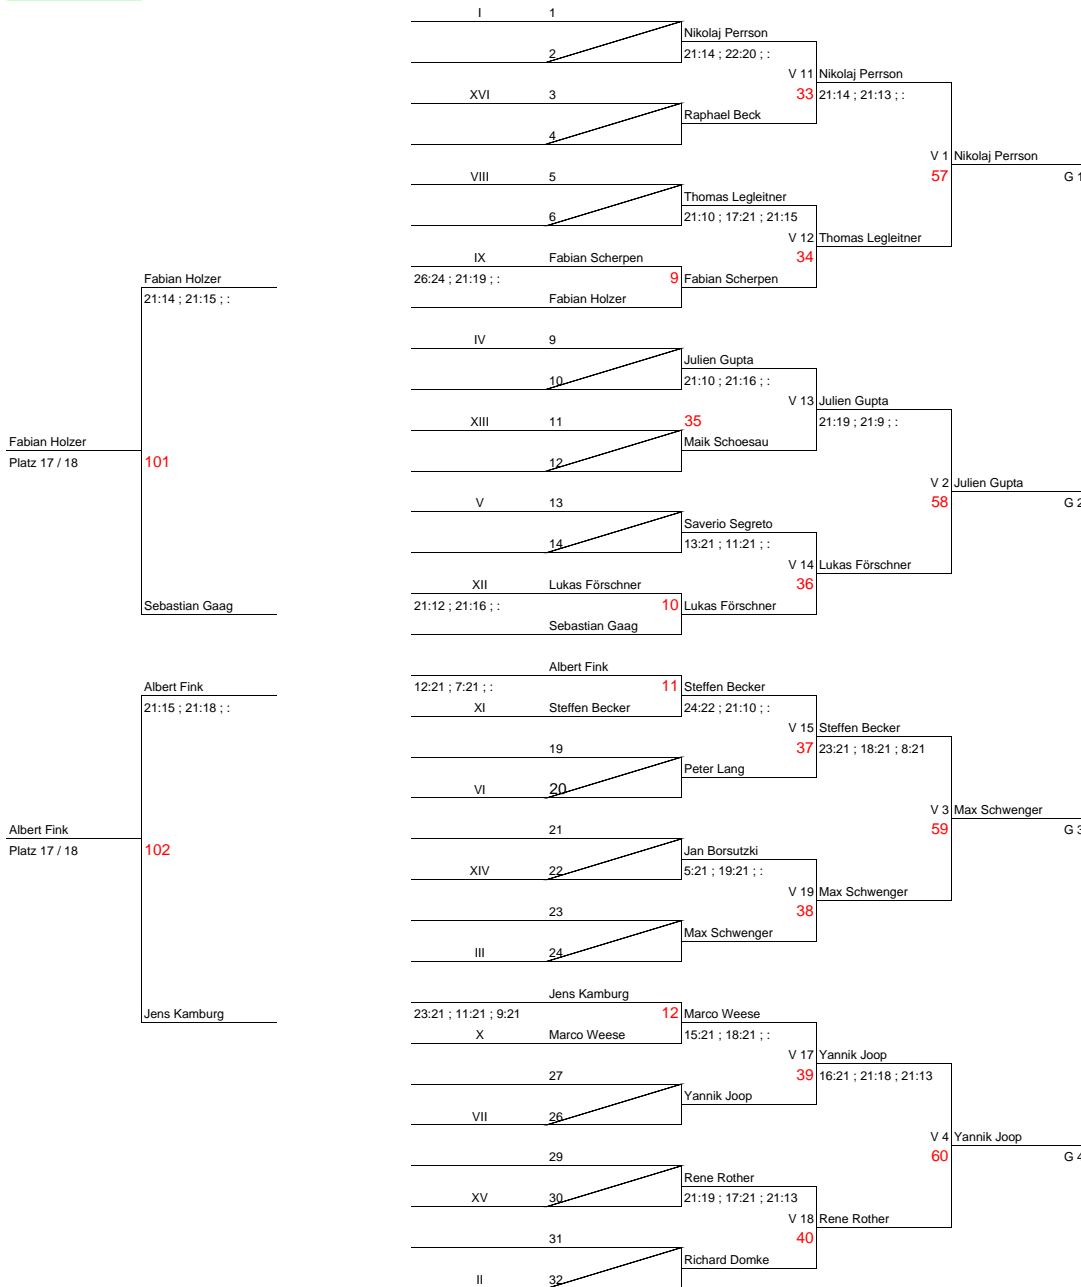 I 1
Nikolaj Perrson
2 21:14 ; 22:20 ; :
V 11 Nikolaj Perrson
XVI 3 33 21:14 ; 21:13 ; :
Raphael Beck
4
V 1 Nikolaj Perrson
VIII 5 57 G 1
Thomas Legleitner
6 21:10 ; 17:21 ; 21:15
V 12 Thomas Legleitner
IX Fabian Scherpen 34
Fabian Holzer 26:24 ; 21:19 ; : 9 Fabian Scherpen
21:14 ; 21:15 ; : Fabian Holzer
IV 9
Julien Gupta
10 21:10 ; 21:16 ; :
V 13 Julien Gupta
XIII 11 35 21:19 ; 21:9 ; :
Fabian Holzer Maik Schoesau
Platz 17 / 18 101 12
V 2 Julien Gupta
V 13 58 G 2
Saverio Segreto
14 13:21 ; 11:21 ; :
V 14 Lukas Förschner
XII Lukas Förschner 36
Sebastian Gaag 21:12 ; 21:16 ; : 10 Lukas Förschner
Sebastian Gaag
Albert Fink
Albert Fink 12:21 ; 7:21 ; : 11 Steffen Becker
21:15 ; 21:18 ; : XI Steffen Becker 24:22 ; 21:10 ; :
V 15 Steffen Becker
19 37 23:21 ; 18:21 ; 8:21
Peter Lang
VI 20
V 3 Max Schwenger
Albert Fink 21 59 G 3
Platz 17 / 18 102 Jan Borsutzki
XIV 22 5:21 ; 19:21 ; :
V 19 Max Schwenger
23 38
Max Schwenger
III 24
Jens Kamburg
Jens Kamburg 23:21 ; 11:21 ; 9:21 12 Marco Weese
X Marco Weese 15:21 ; 18:21 ; :
V 17 Yannik Joop
27 39 16:21 ; 21:18 ; 21:13
Yannik Joop
VII 26
V 4 Yannik Joop
29 60 G 4
Rene Rother
XV 30 21:19 ; 17:21 ; 21:13
V 18 Rene Rother
31 40
Richard Domke
II 32